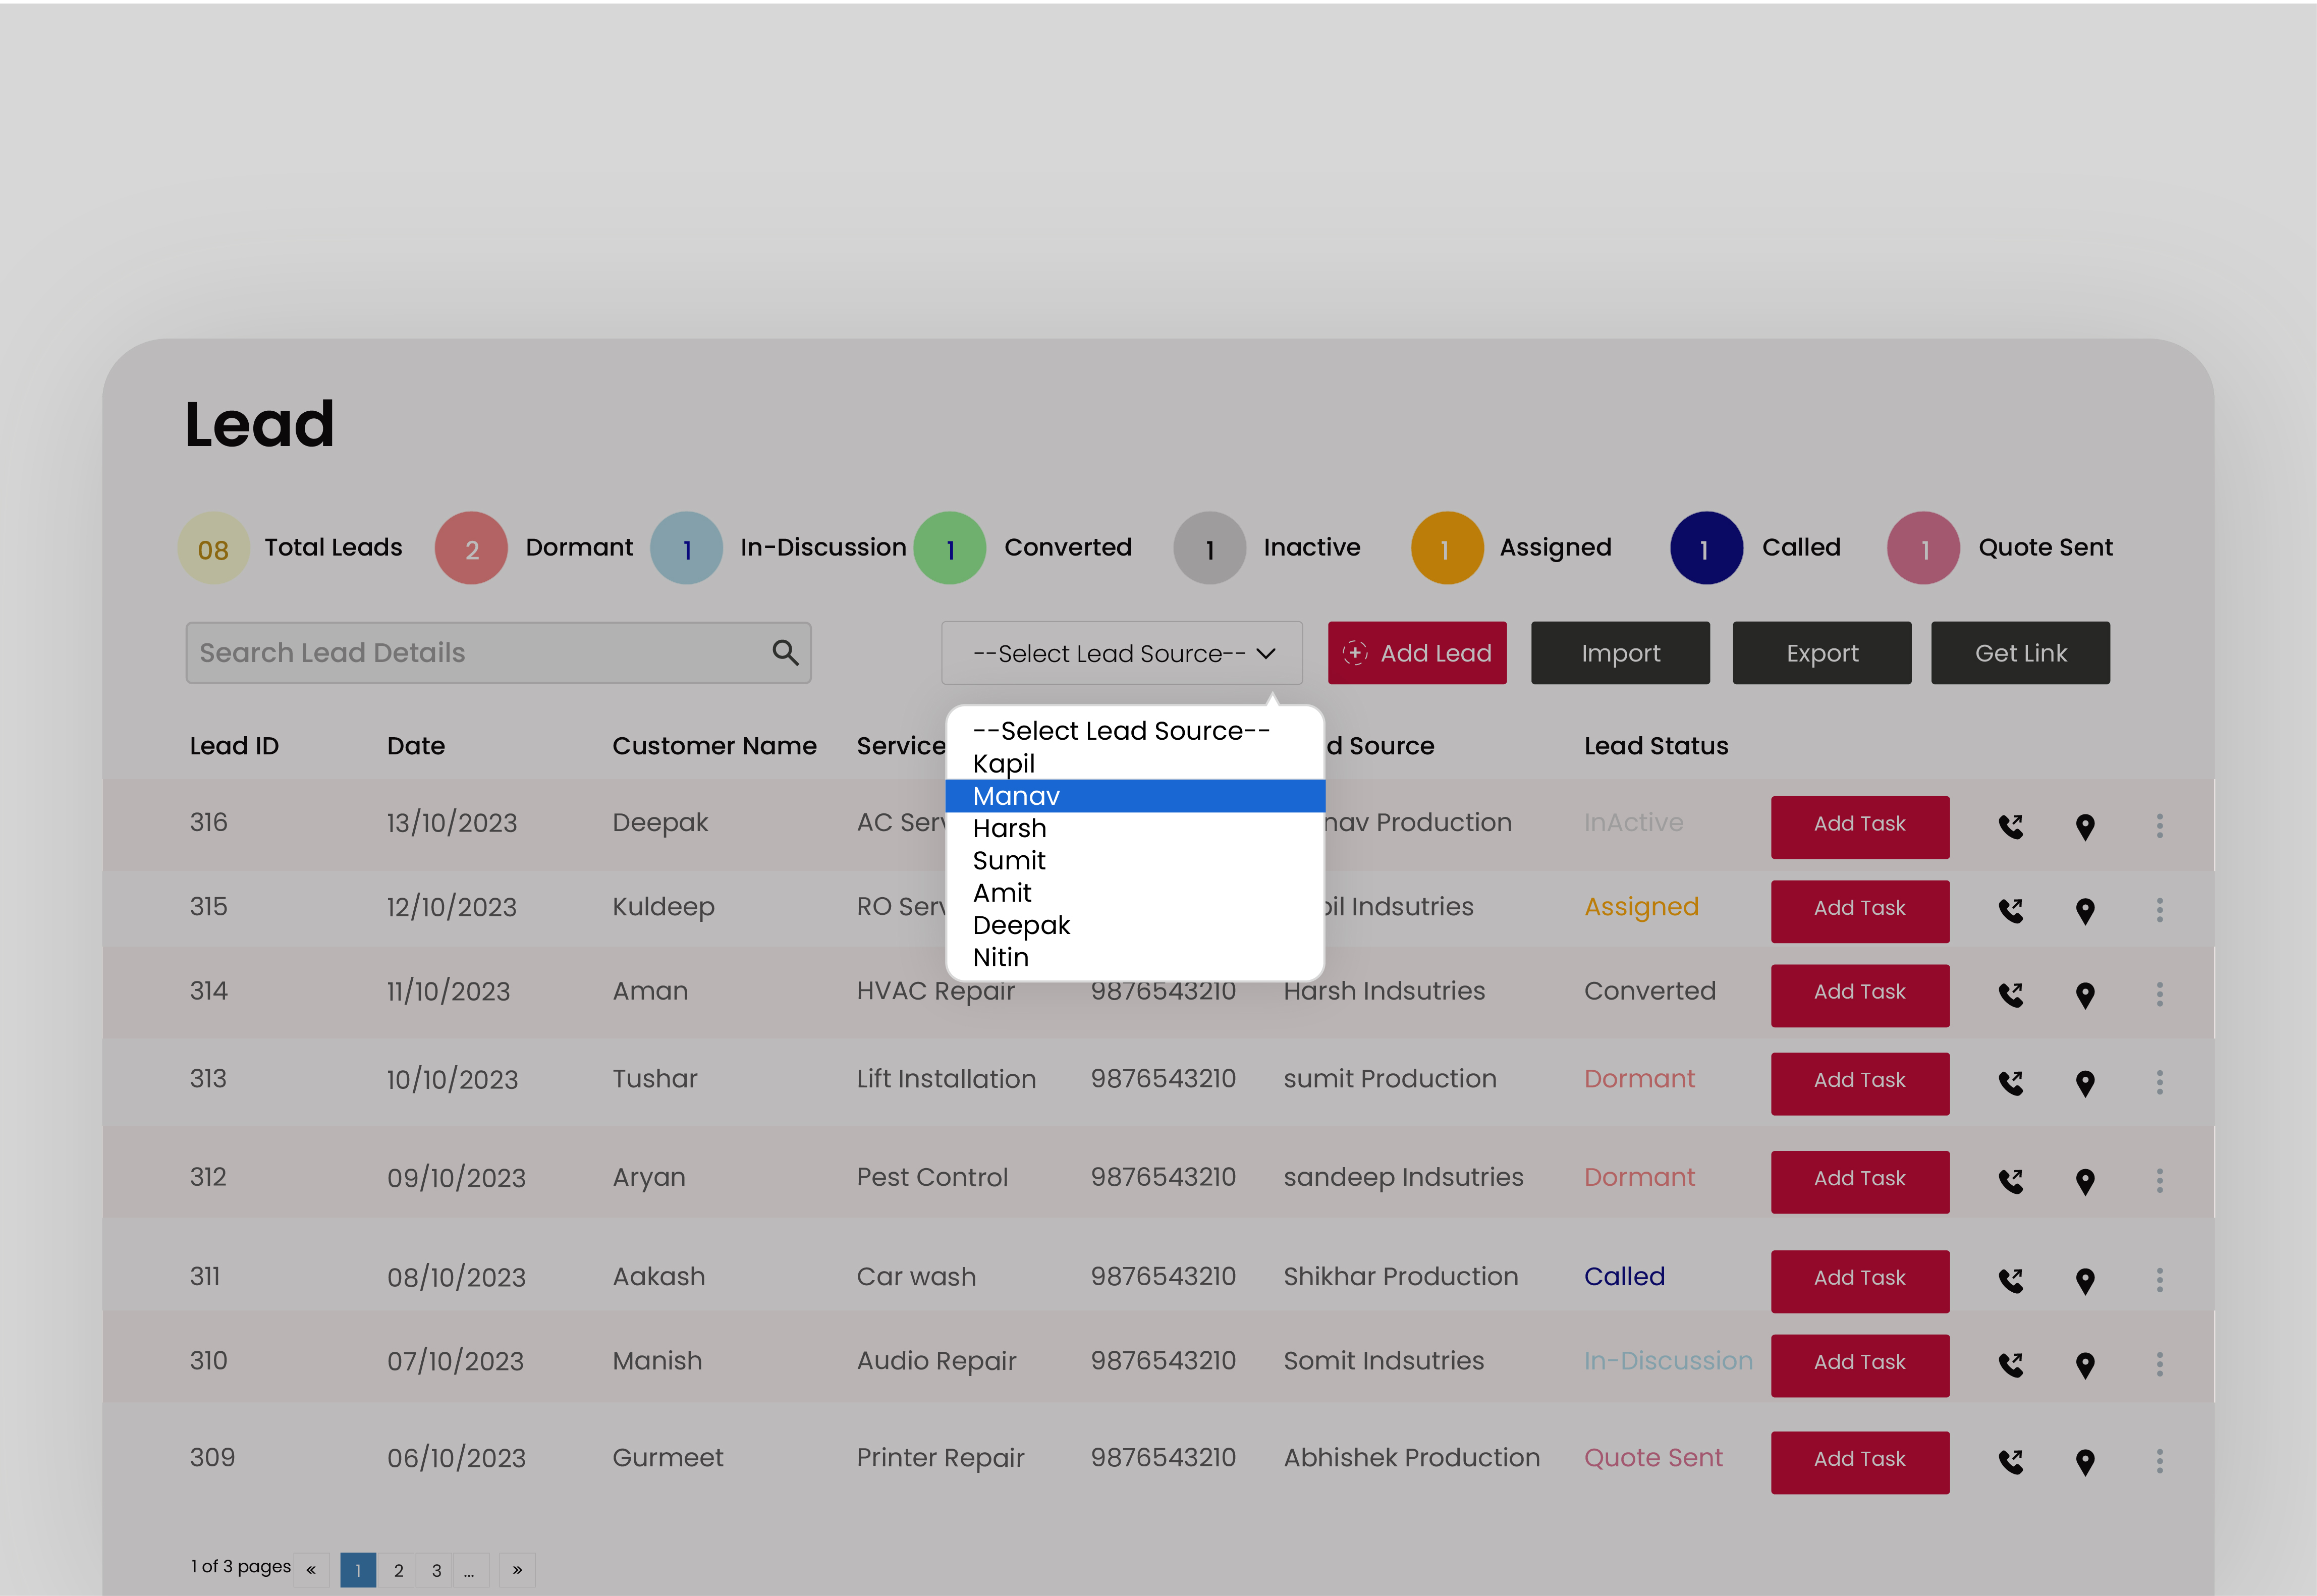 Lead
08 Total Leads 2 Dormant 1 In-Discussion 1 Converted 1 Inactive 1 Assigned 1 Called 1 Quote Sent
Search Lead Details --Select Lead Source-- Add Lead Import Export Get Link
--Select Lead Source--
Kapil
Manav
Harsh
Sumit
Amit
Deepak
Nitin
Lead ID Date Customer Name Service Source Lead Status
316 13/10/2023 Deepak AC Production InActive Add Task
315 12/10/2023 Kuldeep RO Indsutries Assigned Add Task
314 11/10/2023 Aman HVAC Repair 9876543210 Harsh Indsutries Converted Add Task
313 10/10/2023 Tushar Lift Installation 9876543210 sumit Production Dormant Add Task
312 09/10/2023 Aryan Pest Control 9876543210 sandeep Indsutries Dormant Add Task
311 08/10/2023 Aakash Car wash 9876543210 Shikhar Production Called Add Task
310 07/10/2023 Manish Audio Repair 9876543210 Somit Indsutries In-Discussion Add Task
309 06/10/2023 Gurmeet Printer Repair 9876543210 Abhishek Production Quote Sent Add Task
1 of 3 pages « 1 2 3 ... »